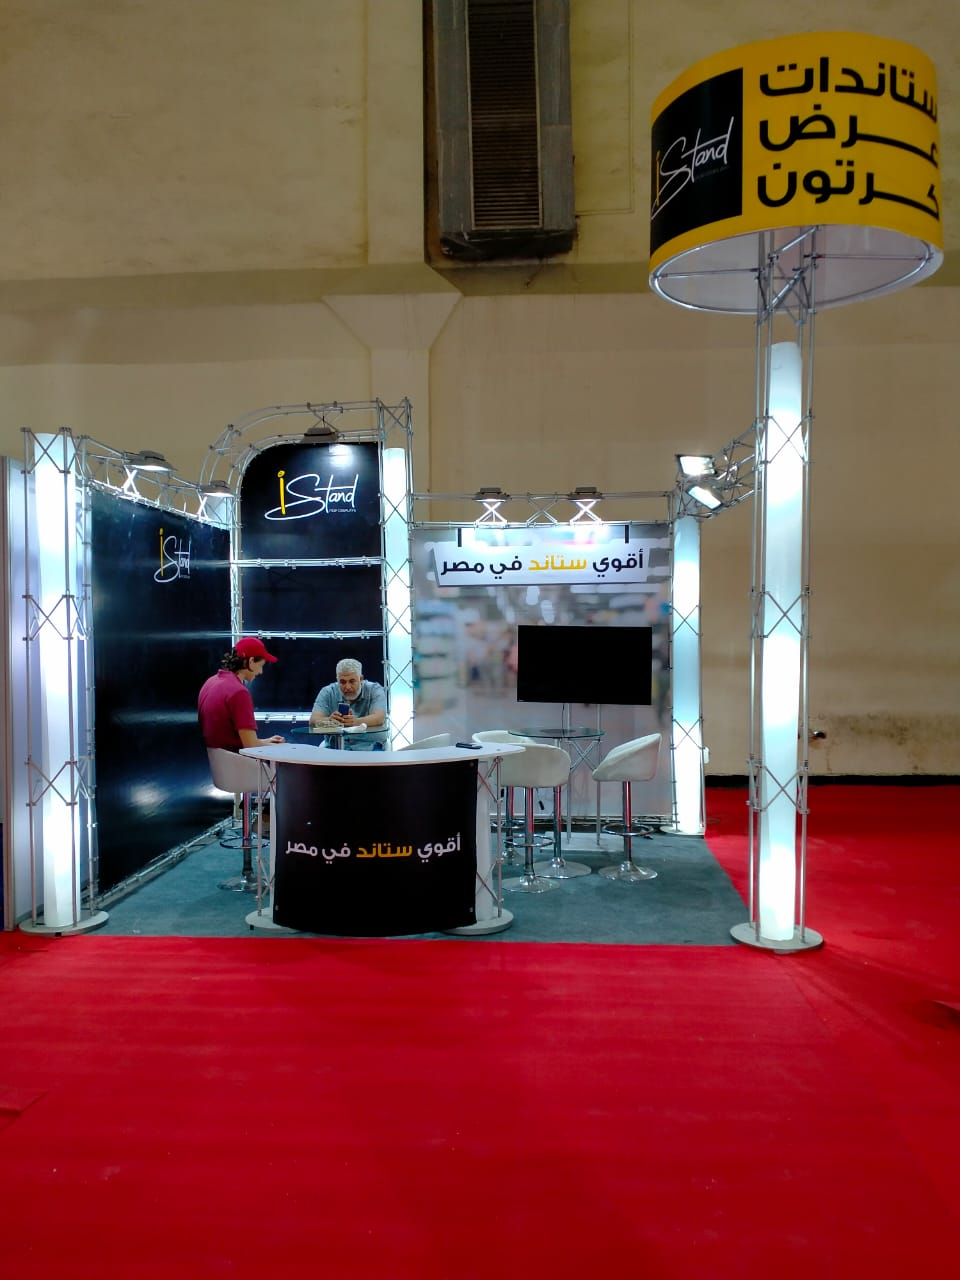 ستاندات
عرض
كرتون
iStand
iStand
iStand
أقوي ستاند في مصر
أقوي ستاند في مصر